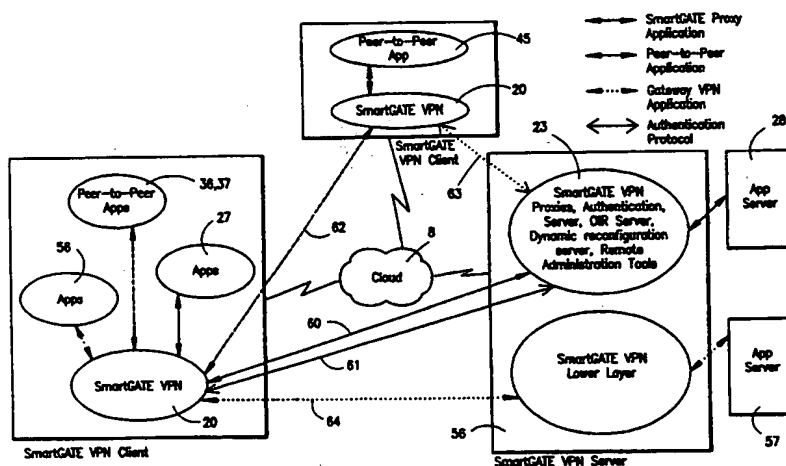 Peer-to-Peer
App
45
SmartGATE VPN
20
SmartGATE
VPN Client
SmartGATE Proxy
Application
Peer-to-Peer
Application
Gateway VPN
Application
Authentication
Protocol
Peer-to-Peer
Apps
36,37
27
Apps
56
Apps
SmartGATE VPN
20
SmartGATE VPN Client
62
8
Cloud
63
60
61
64
23
SmartGATE VPN
Proxies, Authentication,
Server, OIR Server,
Dynamic reconfiguration
server, Remote
Administration Tools
SmartGATE VPN
Lower Layer
56
SmartGATE VPN Server
28
App
Server
App
Server
57